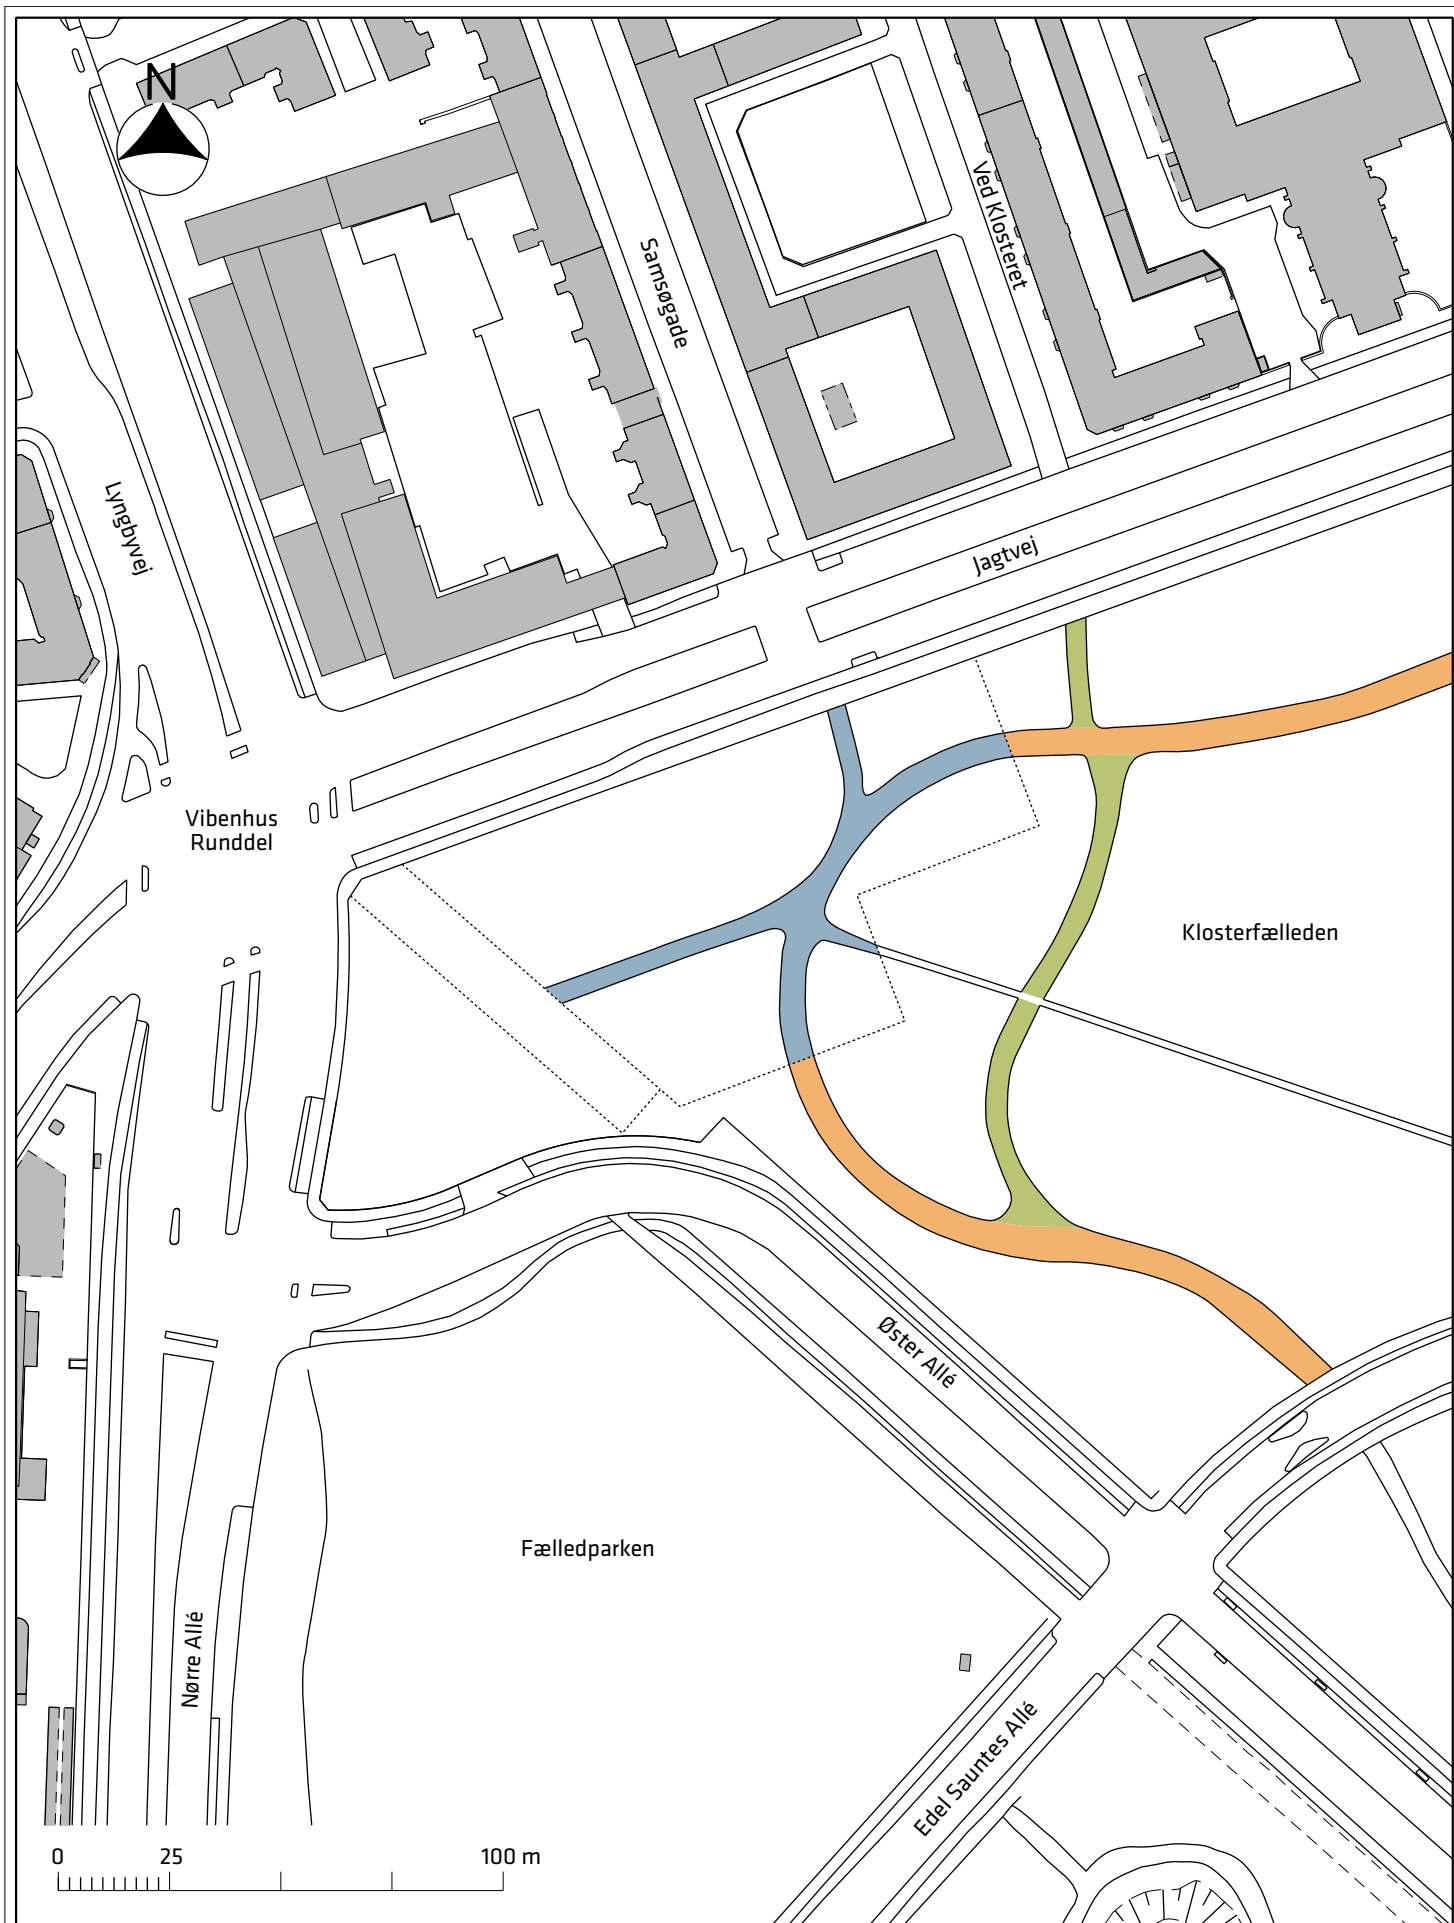 N
Samsøgade
Ved Klosteret
Lyngbyvej
Jagtvej
Vibenhus
Runddel
Klosterfælleden
Øster Allé
Fælledparken
Nørre Allé
Edel Sauntes Allé
0 25 100 m